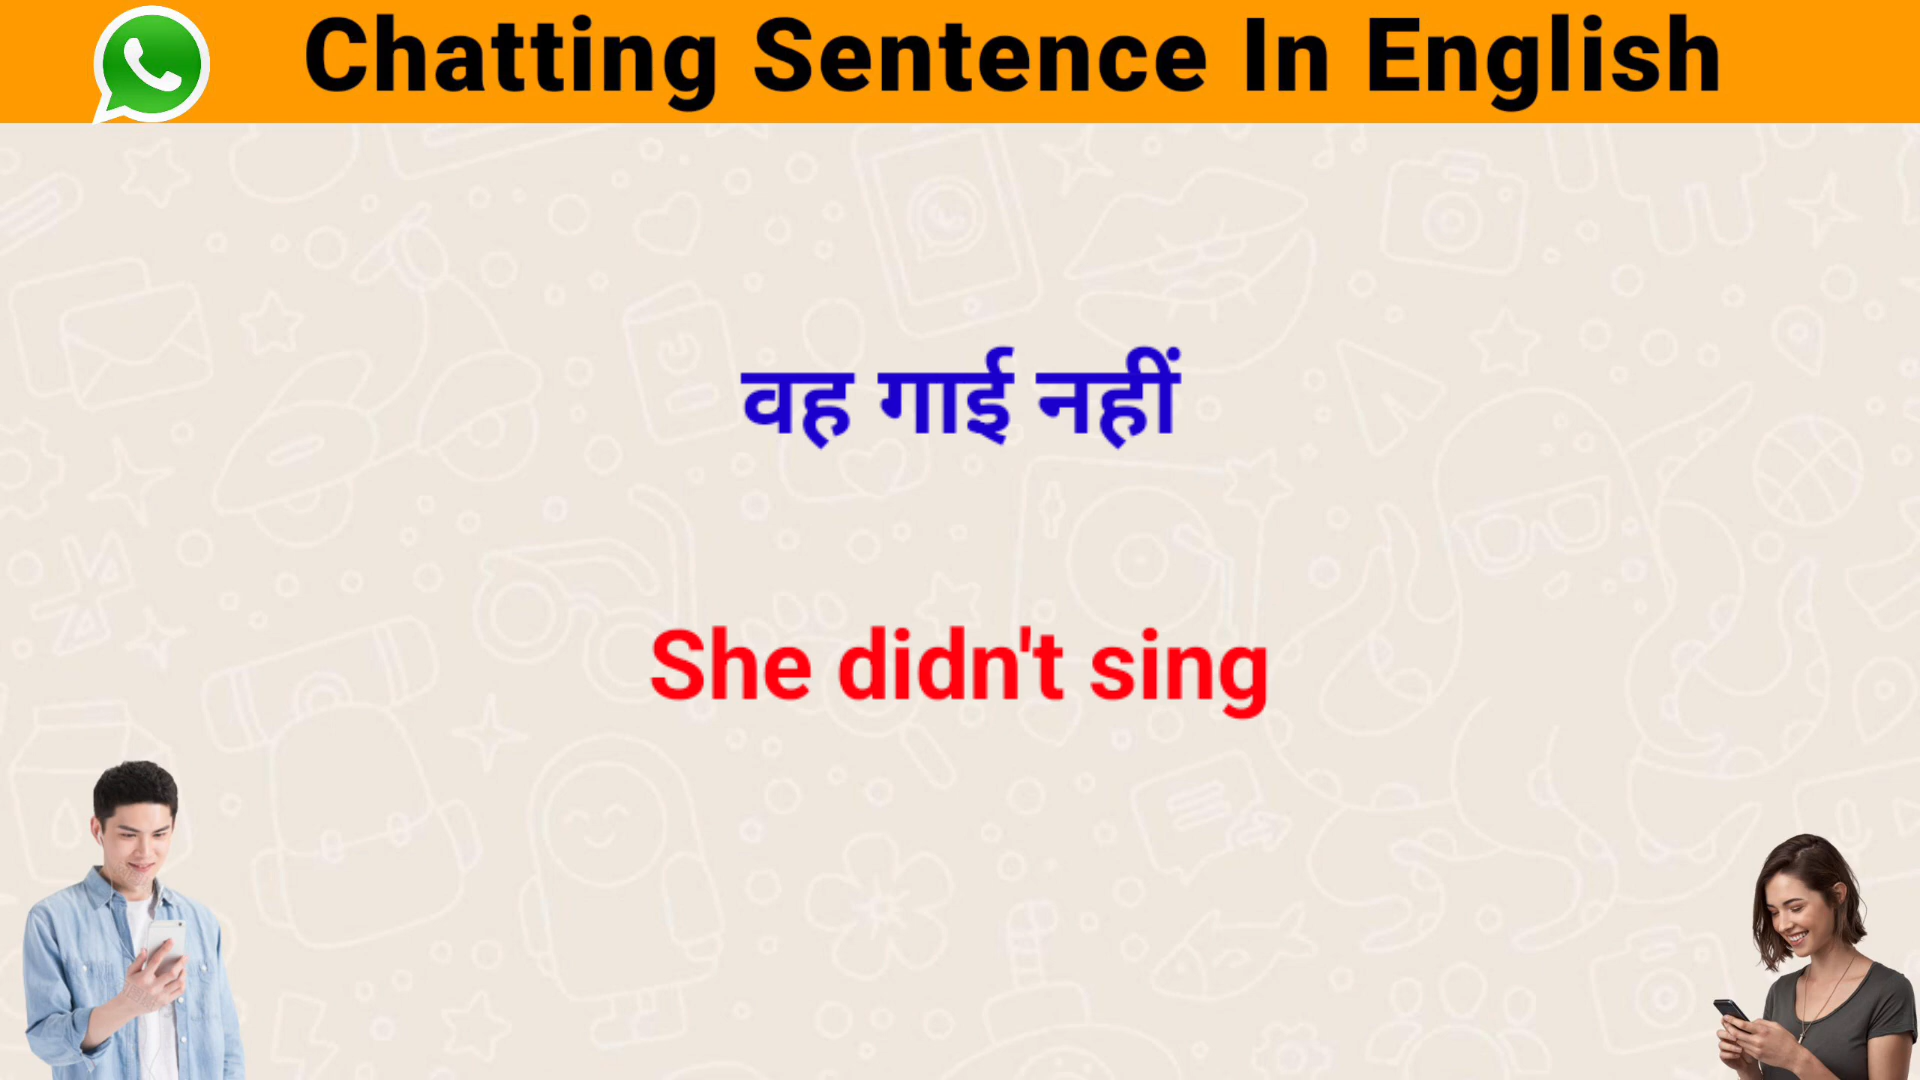 Chatting Sentence In English
वह गाई नहीं
She didn't sing